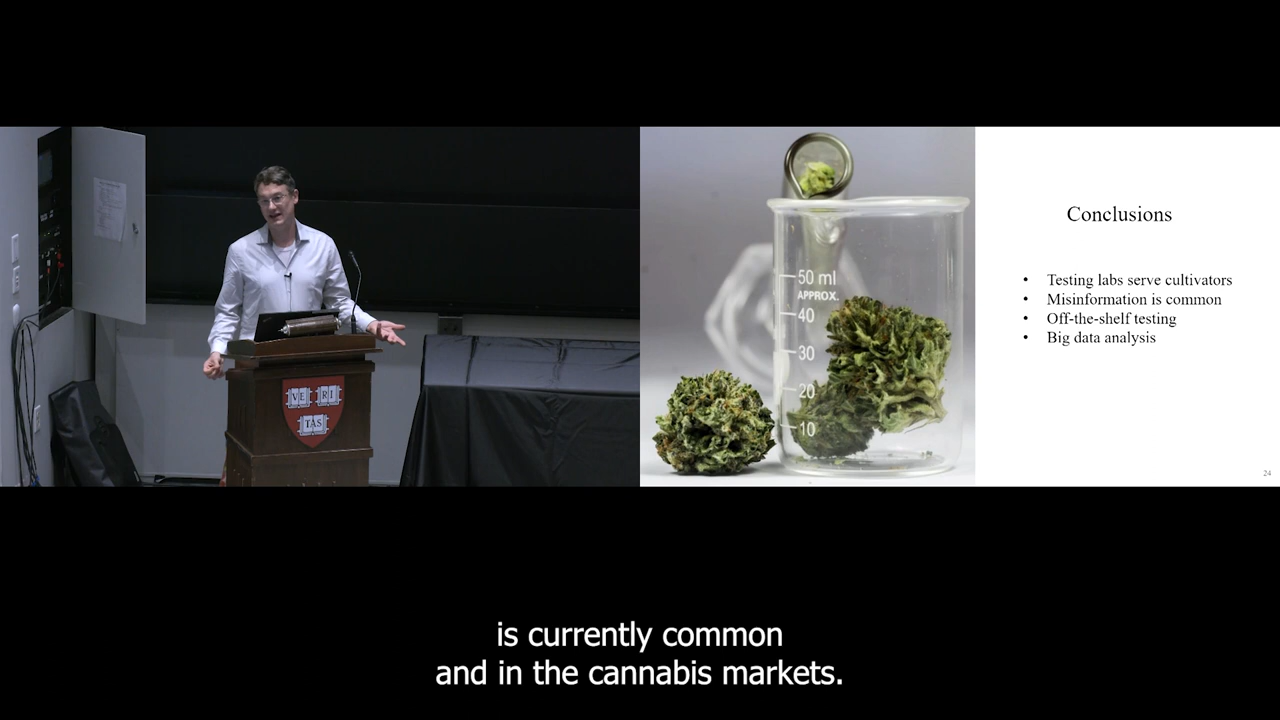 VE RI
TAS
50 ml
APPROX.
40
30
20
10
Conclusions
• Testing labs serve cultivators
• Misinformation is common
• Off-the-shelf testing
• Big data analysis
24
is currently common
and in the cannabis markets.